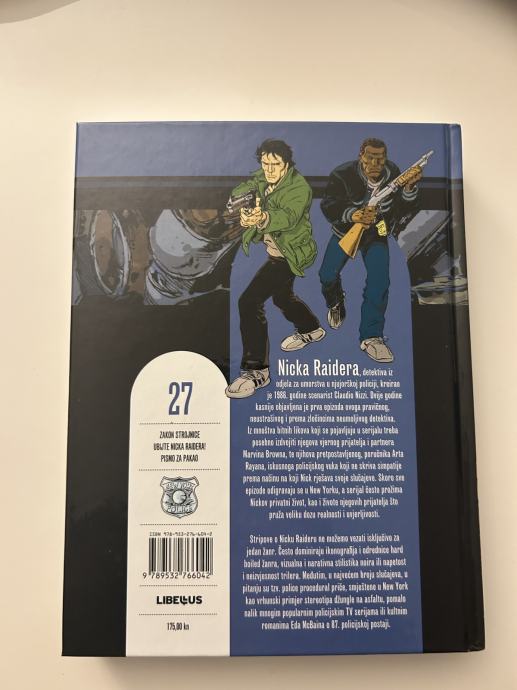 Nicka Raidera, detektiva iz
odjela za umorstva u njujorškoj policiji, kreiran
je 1988. godine scenarist Claudio Nizzi. Dvije godine
kasnije objavljena je prva epizoda ovoga pravičnog,
neustrašivog i prema zločincima neumoljivog detektiva.
Iz mnoštva bitnih likova koji se pojavljuju u serijalu treba
posebno izdvojiti njegova vjernog prijatelja i partnera
Marvina Browna, te njihova pretpostavljenog, poručnika Arta
Rayana, iskusnoga policijskog vuka koji ne skriva simpatije
prema načinu na koji Nick rješava svoje slučajeve. Skoro sve
epizode odigravaju se u New Yorku, a serijal često prožima
Nickov privatni život, kao i živote njegovih prijatelja što
pruža veliku dozu realnosti i uvjerljivosti.
Stripove o Nicku Raideru ne možemo vezati isključivo za
jedan žanr. Često dominiraju ikonografija i odrednice hard
boiled žanra, vizualna i narativna stilistika noira ili napetost
i neizvjesnost trilera. Međutim, u najvećem kroju slučajeva, u
pitanju su tzv. police procedural priče, smještene u New York
kao vrhunski primjer stereotipa džungle na asfaltu, pomalo
nalik mnogim popularnim policijskim TV serijama ili kultnim
romanima Eda McBaina o 87. policijskoj postaji.
27
ZAKON STROJNICE
UBIJTE NICKA RAIDERA!
PISMO ZA PAKAO
POLICE
ISBN 978-953-276-604-2
9 789532 766042
LIBELLUS
175,00 kn